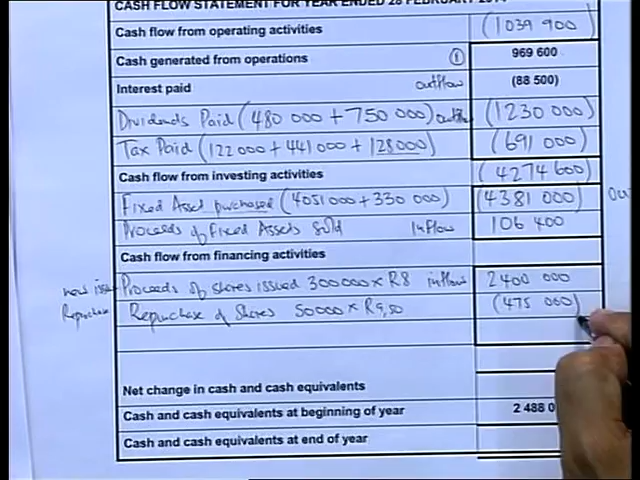 CASH FLOW STATEMENT FOR YEAR ENDED 28 FEBRUARY
Cash flow from operating activities (1039 900)
Cash generated from operations ① 969 600
Interest paid outflow (88 500)
Dividends Paid (480 000 + 750 000) (1230 000)
Tax Paid (122 000 + 441 000 + 128 000) (691 000)
Cash flow from investing activities (4274 600)
Fixed Asset purchased (4051 000 + 330 000) (4381 000)
Proceeds of Fixed Assets Sold Inflow 106 400
Cash flow from financing activities
new Proceeds of shares issued 300000 x R8 inflow 2400 000
Repurchase Repurchase of Shares 50000 x R9,50 (475 000)
Net change in cash and cash equivalents
Cash and cash equivalents at beginning of year 2 488 0
Cash and cash equivalents at end of year